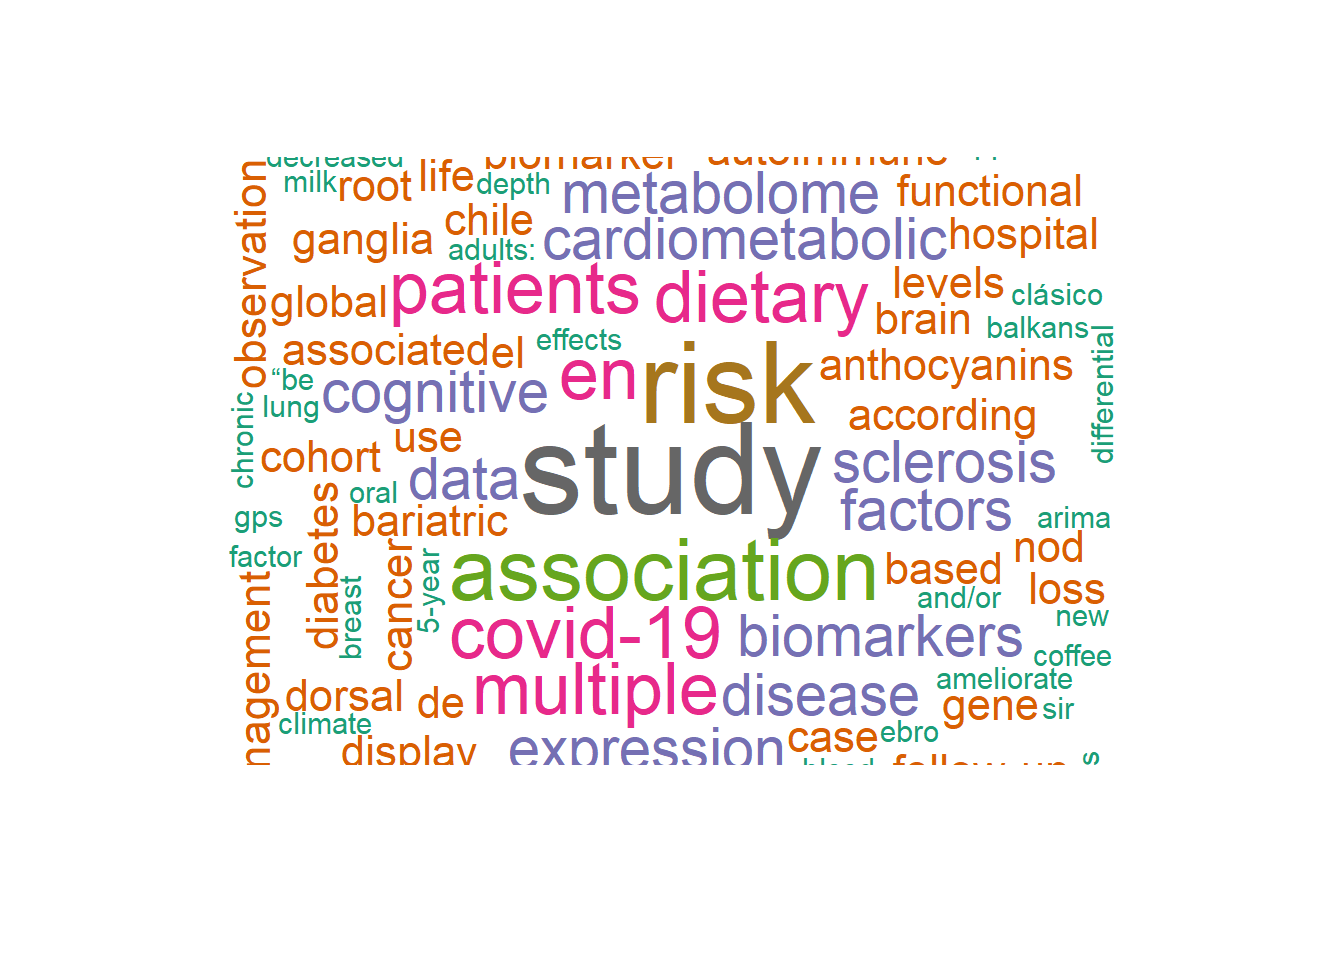 decreased
biomarker
autoimmune
milk
root
life
depth
metabolome
functional
observation
ganglia
chile
adults:
cardiometabolic
hospital
global
patients
dietary
levels
clásico
brain
balkans
associated
el
effects
en
risk
anthocyanins
differential
“be
lung
cognitive
according
chronic
cohort
use
data
study
sclerosis
oral
bariatric
factors
gps
arima
factor
diabetes
cancer
5-year
association
based
nod
and/or
loss
new
breast
covid-19
biomarkers
coffee
nagement
dorsal
de
multiple
disease
ameliorate
gene
sir
climate
display
expression
case
ebro
blood
follow-up
s